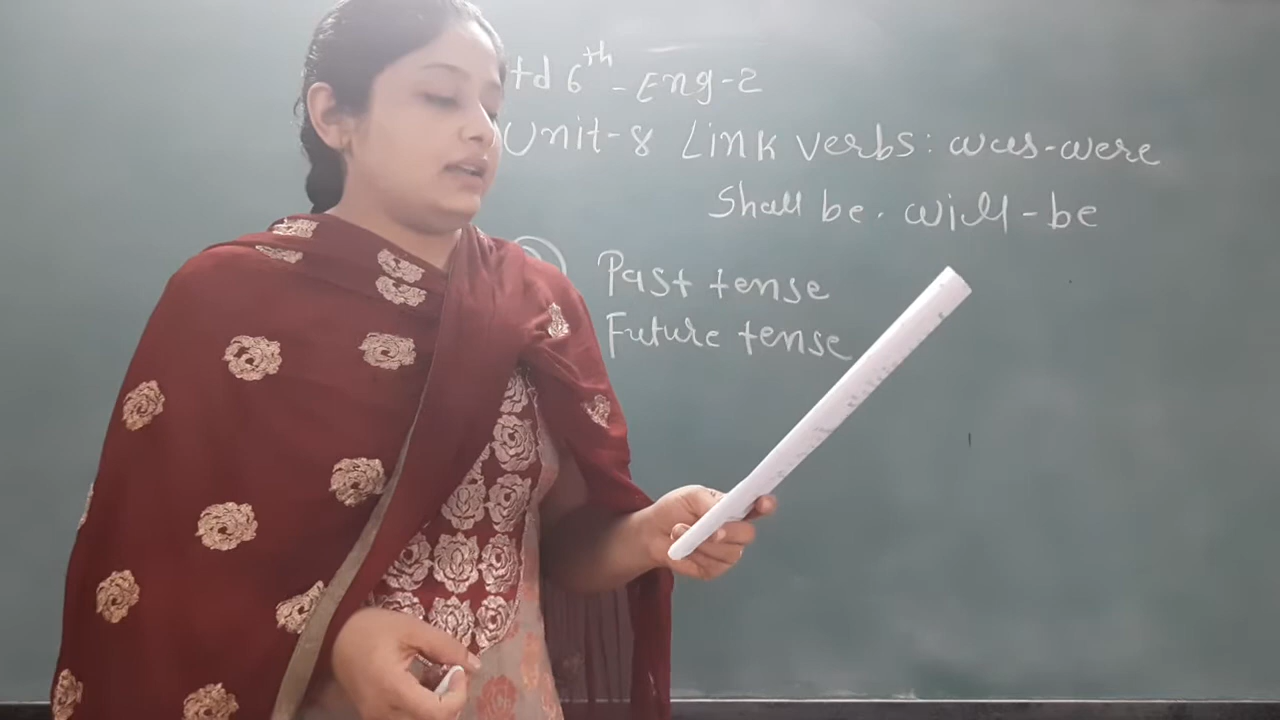 td 6th - Eng-2
Unit-8 Link verbs: was-were
Shall be. will-be
Past tense
Future tense